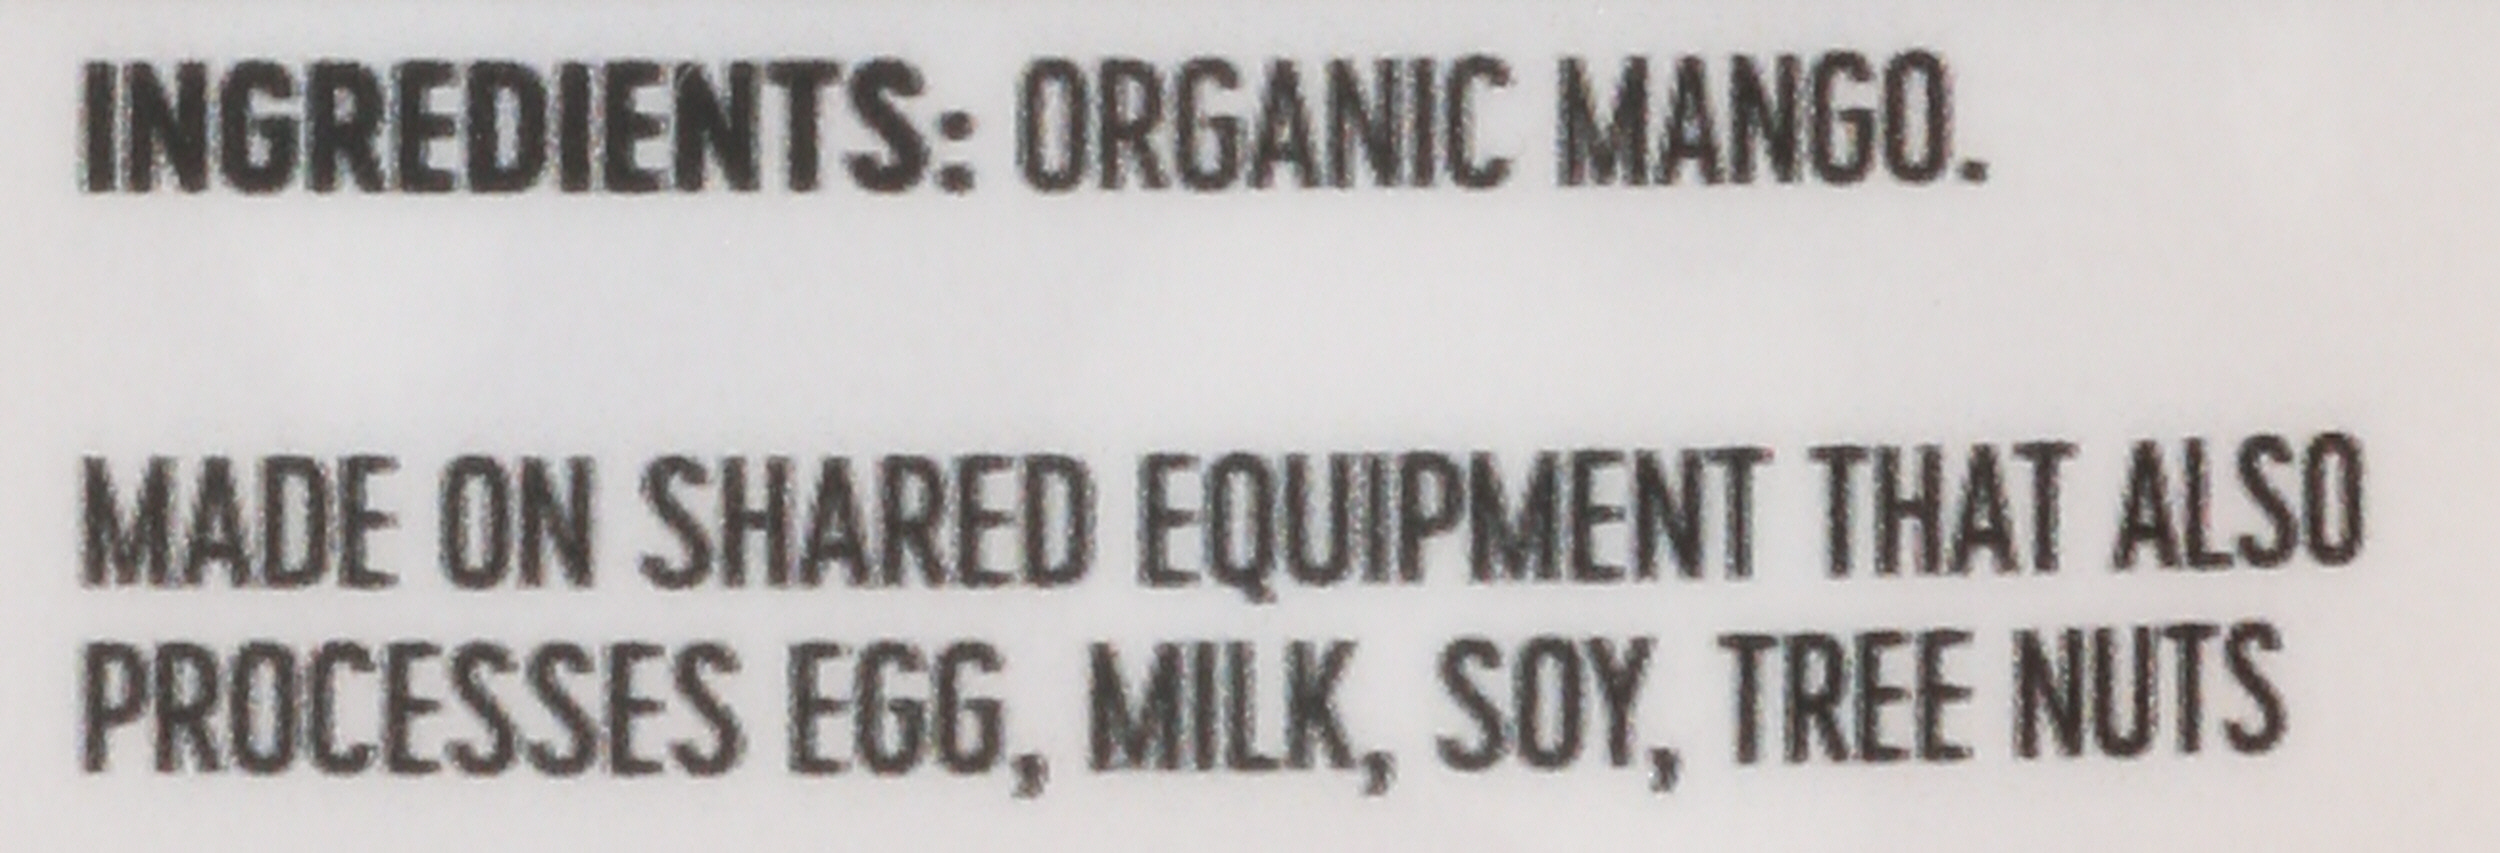 INGREDIENTS: ORGANIC MANGO.
MADE ON SHARED EQUIPMENT THAT ALSO
PROCESSES EGG, MILK, SOY, TREE NUTS